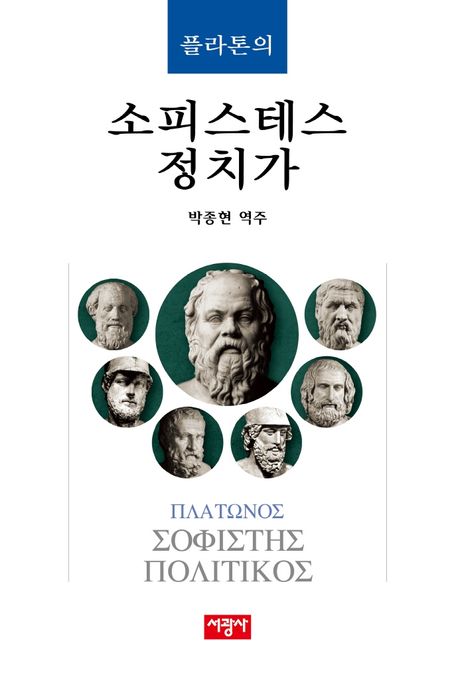 플라톤의
소피스테스
정치가
박종현 역주
ΠΛΑΤΩΝΟΣ
ΣΟΦΙΣΤΗΣ
ΠΟΛΙΤΙΚΟΣ
서광사